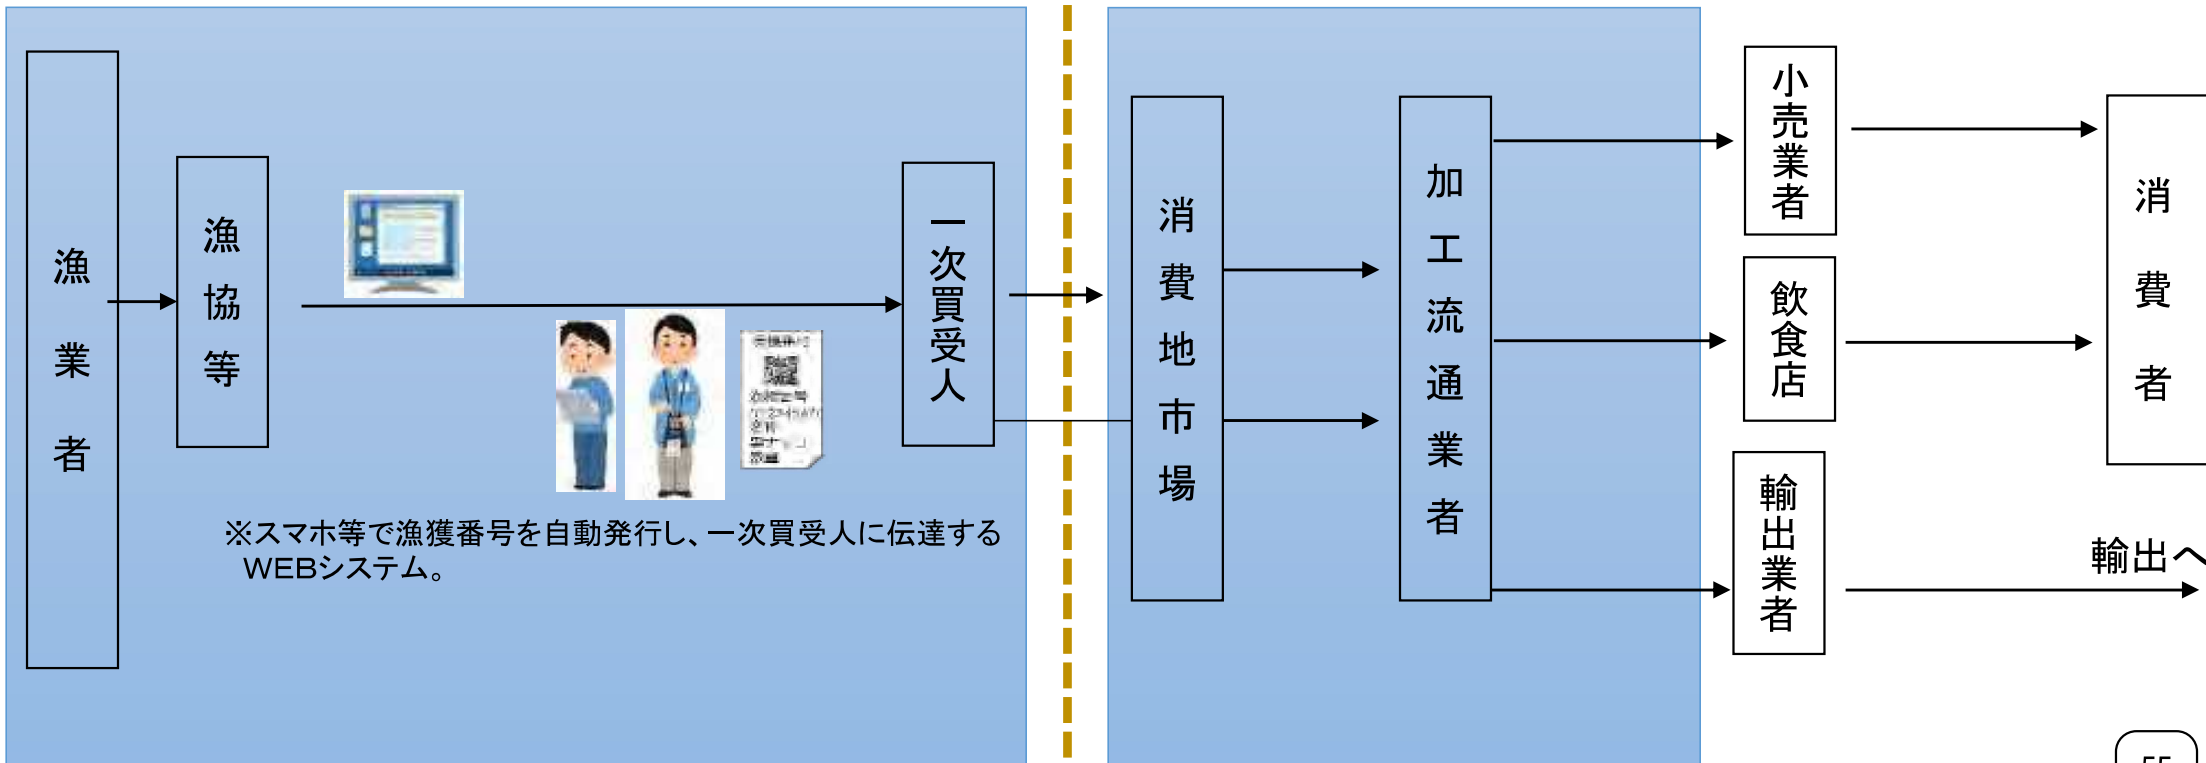 漁業者
漁協等
一次買受人
※スマホ等で漁獲番号を自動発行し、一次買受人に伝達する
WEBシステム。
消費地市場
加工流通業者
小売業者
飲食店
輸出業者
消費者
輸出へ